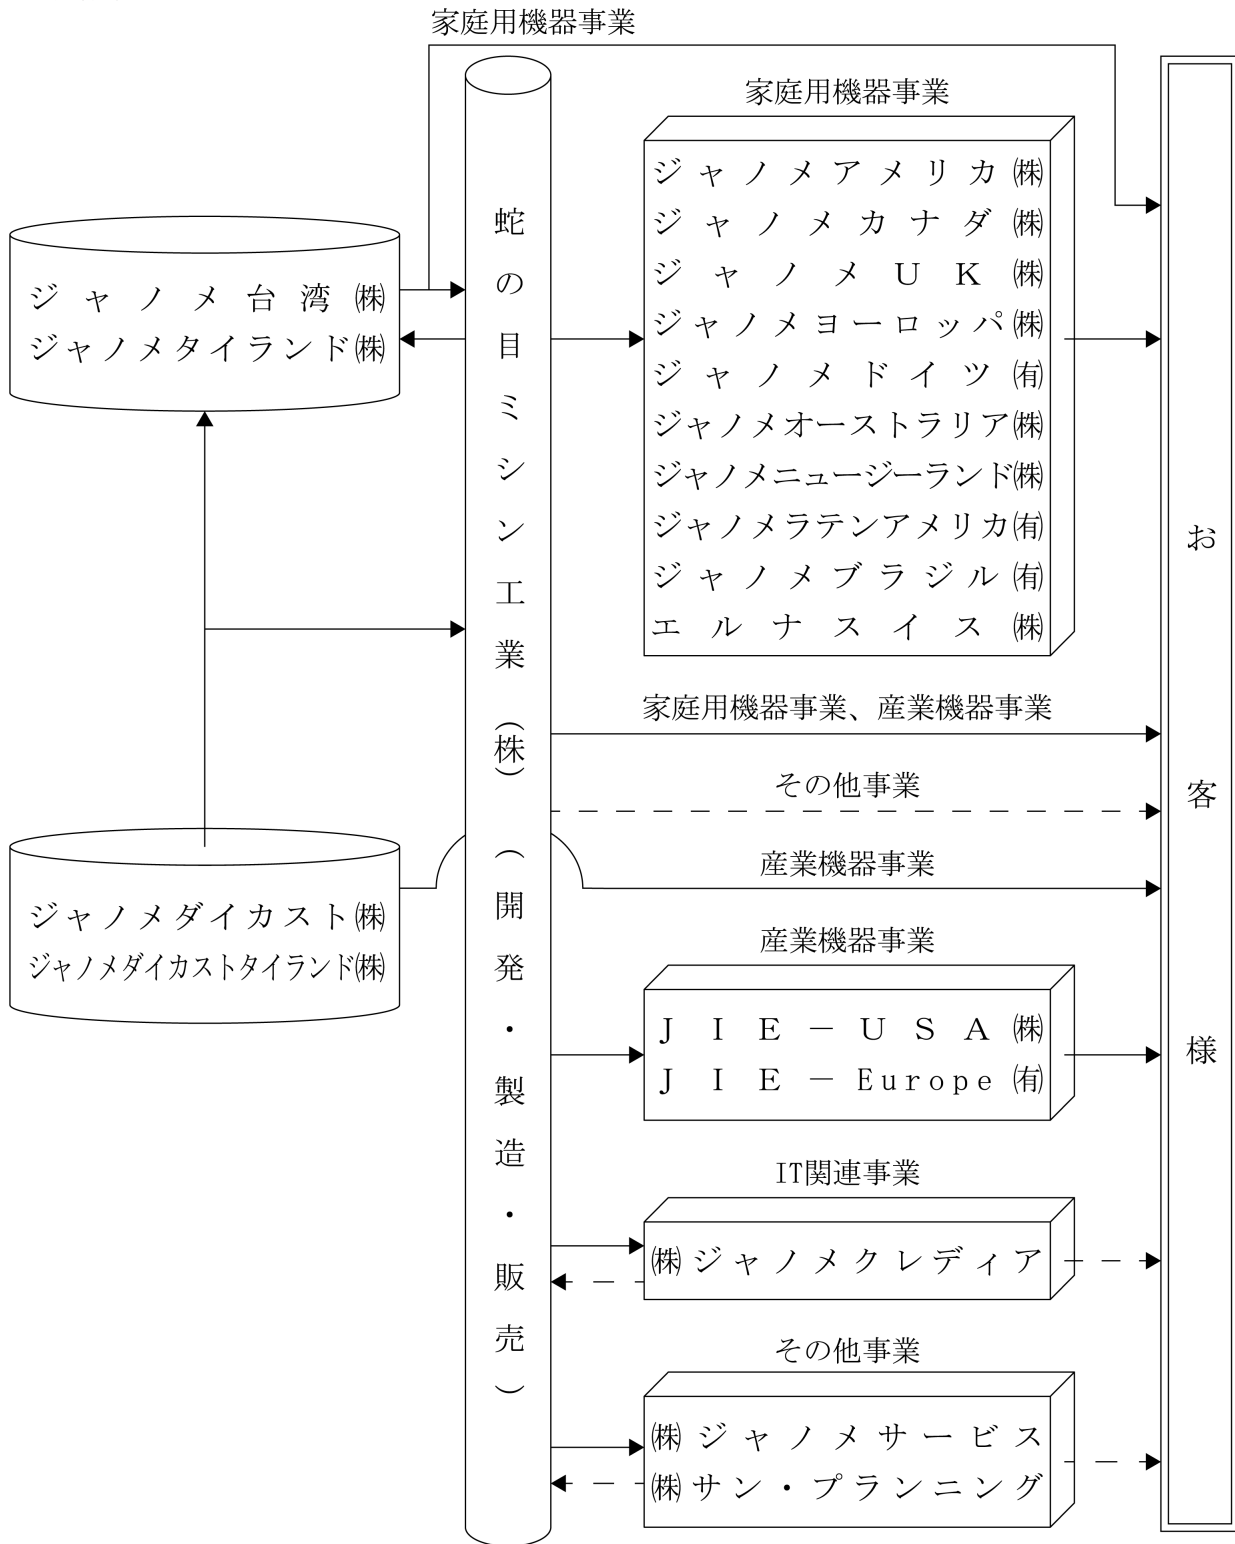 家庭用機器事業
ジャノメ台湾㈱
ジャノメタイランド㈱
ジャノメダイカスト㈱
ジャノメダイカストタイランド㈱
蛇の目ミシン工業(株)(開発・製造・販売)
家庭用機器事業
ジャノメアメリカ㈱
ジャノメカナダ㈱
ジャノメUK㈱
ジャノメヨーロッパ㈱
ジャノメドイツ㈲
ジャノメオーストラリア㈱
ジャノメニュージーランド㈱
ジャノメラテンアメリカ㈲
ジャノメブラジル㈲
エルナスイス㈱
家庭用機器事業、産業機器事業
その他事業
産業機器事業
産業機器事業
JIE-USA㈱
JIE-Europe㈲
IT関連事業
㈱ジャノメクレディア
その他事業
㈱ジャノメサービス
㈱サン・プランニング
お客様